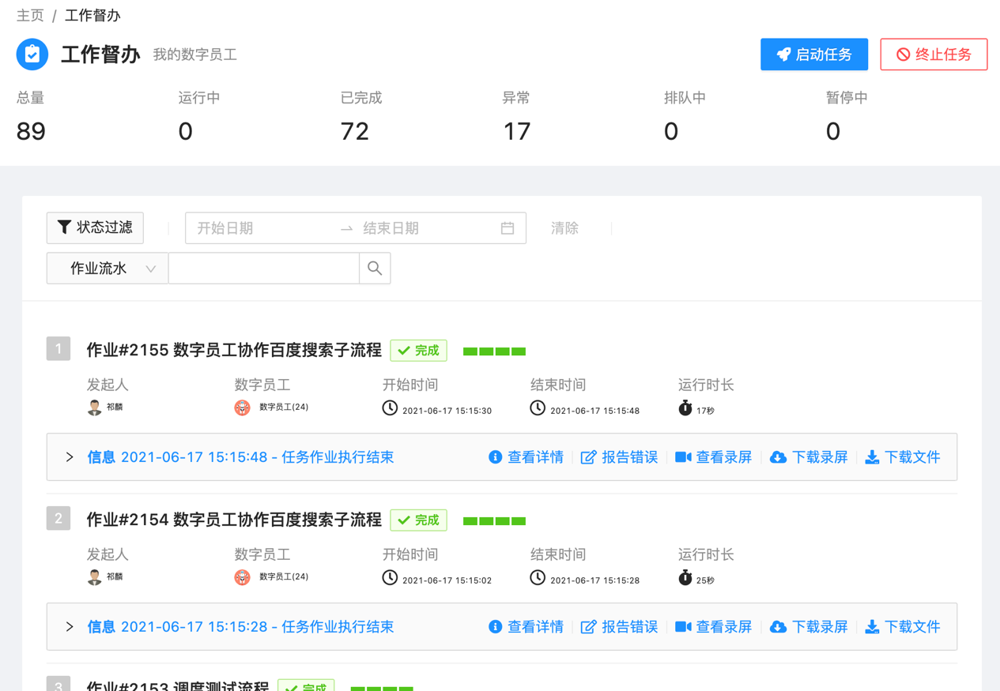 主页 / 工作督办
工作督办 我的数字员工 启动任务 终止任务
总量 运行中 已完成 异常 排队中 暂停中
89 0 72 17 0 0
状态过滤 开始日期 → 结束日期 清除
作业流水
1 作业#2155 数字员工协作百度搜索子流程 完成
发起人 数字员工 开始时间 结束时间 运行时长
祁麟 数字员工(24) 2021-06-17 15:15:30 2021-06-17 15:15:48 17秒
信息 2021-06-17 15:15:48 - 任务作业执行结束 查看详情 报告错误 查看录屏 下载录屏 下载文件
2 作业#2154 数字员工协作百度搜索子流程 完成
发起人 数字员工 开始时间 结束时间 运行时长
祁麟 数字员工(24) 2021-06-17 15:15:02 2021-06-17 15:15:28 25秒
信息 2021-06-17 15:15:28 - 任务作业执行结束 查看详情 报告错误 查看录屏 下载录屏 下载文件
3 作业#2153 调度测试流程 完成